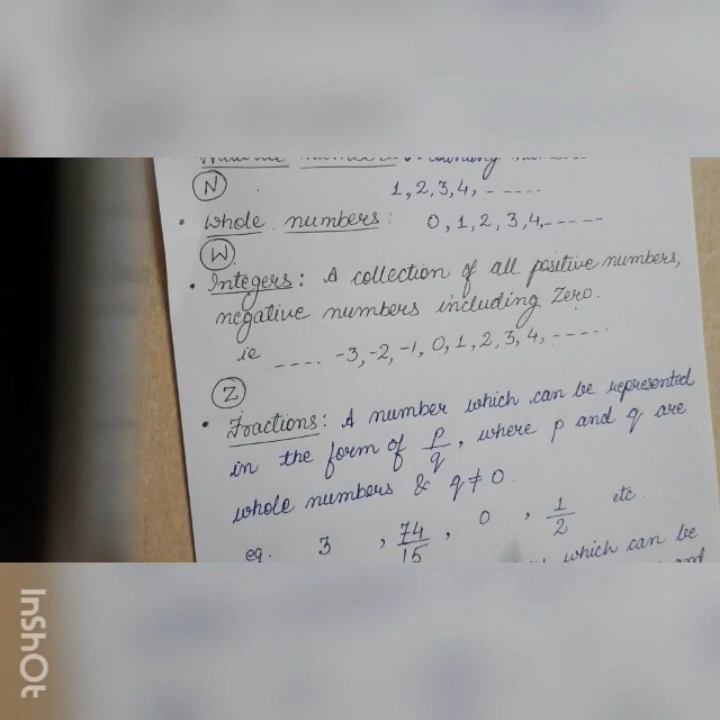 N
1,2,3,4, -----.
• Whole numbers: 0,1,2,3,4,-----
W
• Integers: A collection of all positive numbers,
negative numbers including Zero.
ie ---- -3,-2,-1, 0,1,2,3,4, -----.
Z
• Fractions: A number which can be represented
in the form of p/q, where p and q are
whole numbers & q≠0.
eg. 3 , 74/15 , 0 , 1/2 etc.
which can be
and
InShOt